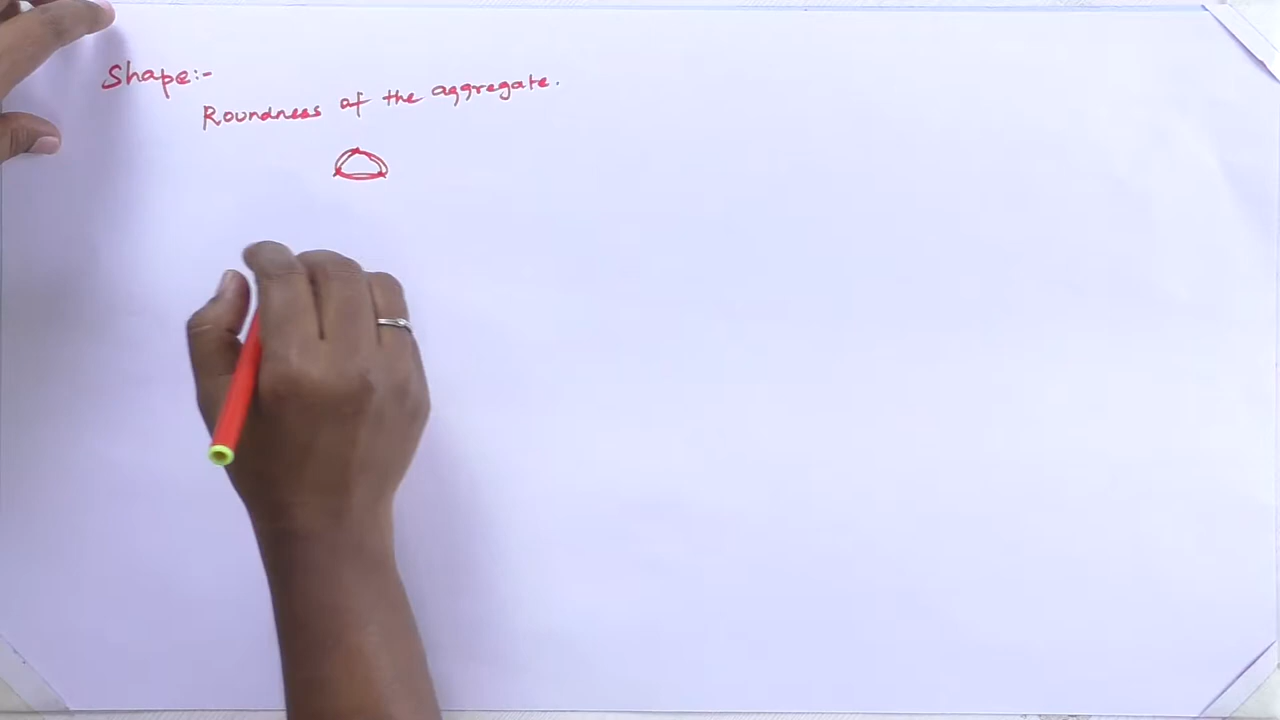 Shape:-
Roundness of the aggregate.